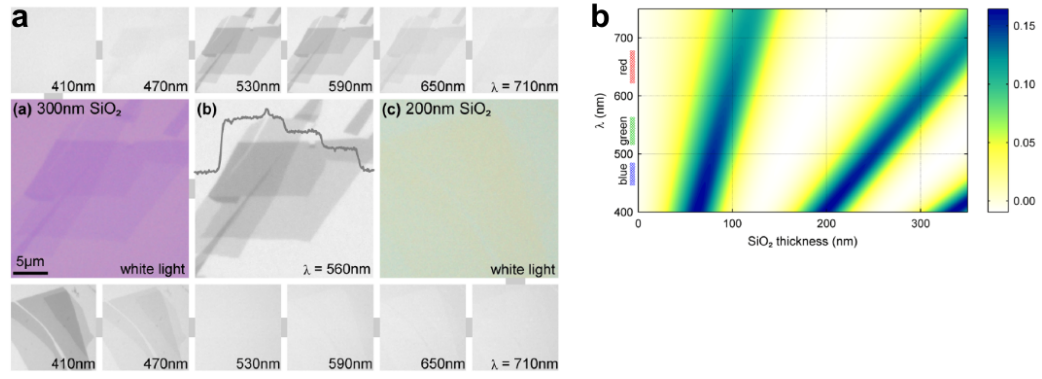 a
410nm 470nm 530nm 590nm 650nm λ = 710nm
(a) 300nm SiO₂ (b) (c) 200nm SiO₂
5μm white light λ = 560nm white light
410nm 470nm 530nm 590nm 650nm λ = 710nm
b
700
600
500
400
λ (nm)
red
green
blue
0 100 200 300
SiO₂ thickness (nm)
0.15
0.10
0.05
0.00